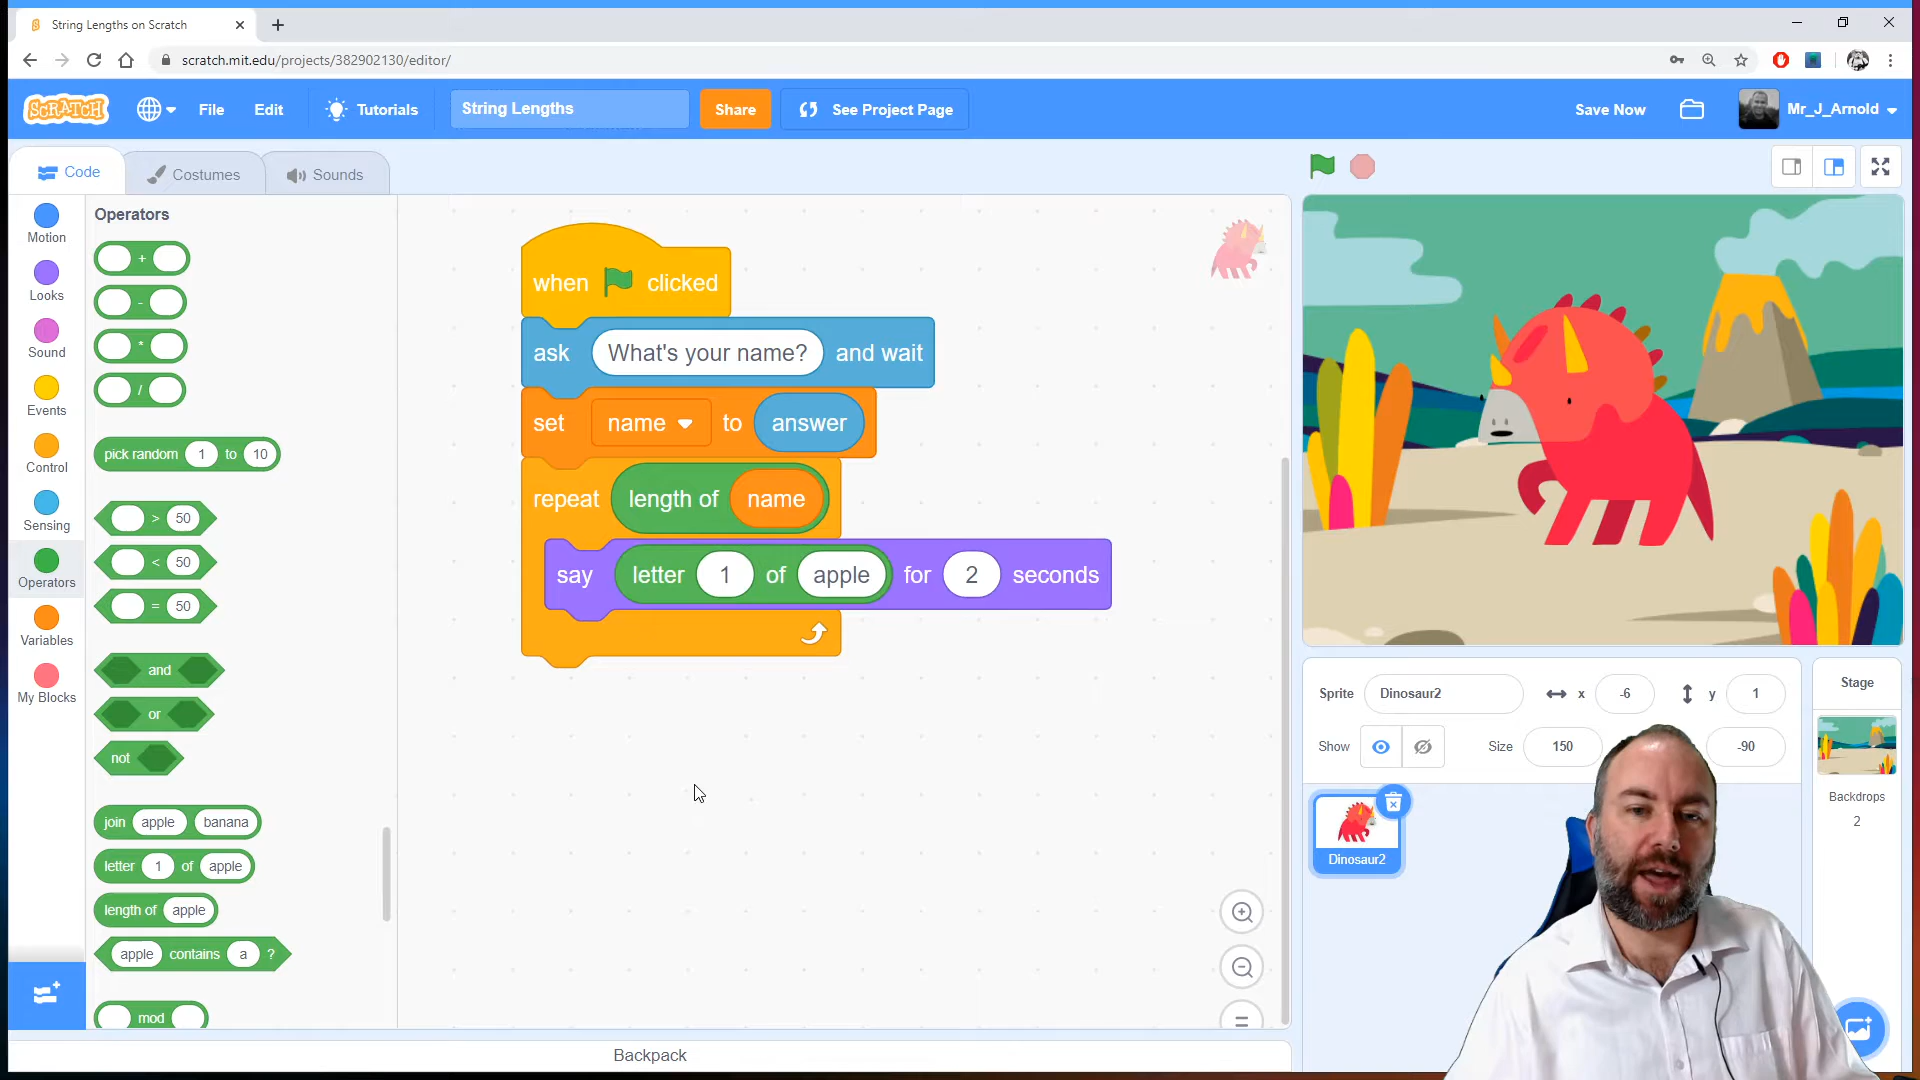 String Lengths on Scratch
scratch.mit.edu/projects/382902130/editor/
SCRATCH
File
Edit
Tutorials
String Lengths
Share
See Project Page
Save Now
Mr_J_Arnold
Code
Costumes
Sounds
Motion
Looks
Sound
Events
Control
Sensing
Operators
Variables
My Blocks
Operators
+
-
*
/
pick random 1 to 10
> 50
< 50
= 50
and
or
not
join apple banana
letter 1 of apple
length of apple
apple contains a ?
mod
when clicked
ask What's your name? and wait
set name to answer
repeat length of name
say letter 1 of apple for 2 seconds
Sprite Dinosaur2 x -6 y 1
Show Size 150 -90
Dinosaur2
Stage
Backdrops
2
Backpack